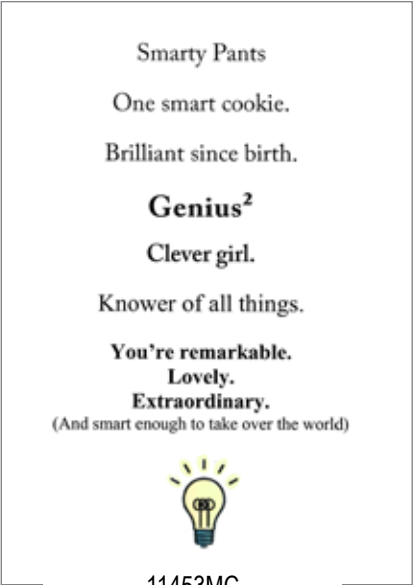 Smarty Pants
One smart cookie.
Brilliant since birth.
Genius²
Clever girl.
Knower of all things.
You're remarkable.
Lovely.
Extraordinary.
(And smart enough to take over the world)
11453MC